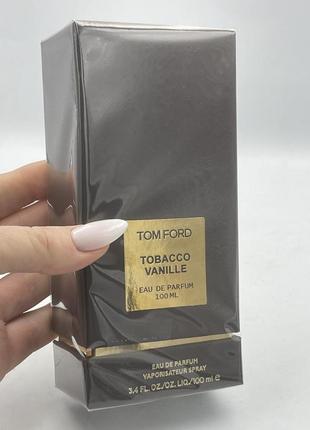 TOM FORD
TOBACCO
VANILLE
EAU DE PARFUM
100 ML
EAU DE PARFUM
VAPORISATEUR SPRAY
3.4 FL. OZ./OZ. LIQ./100 ml e